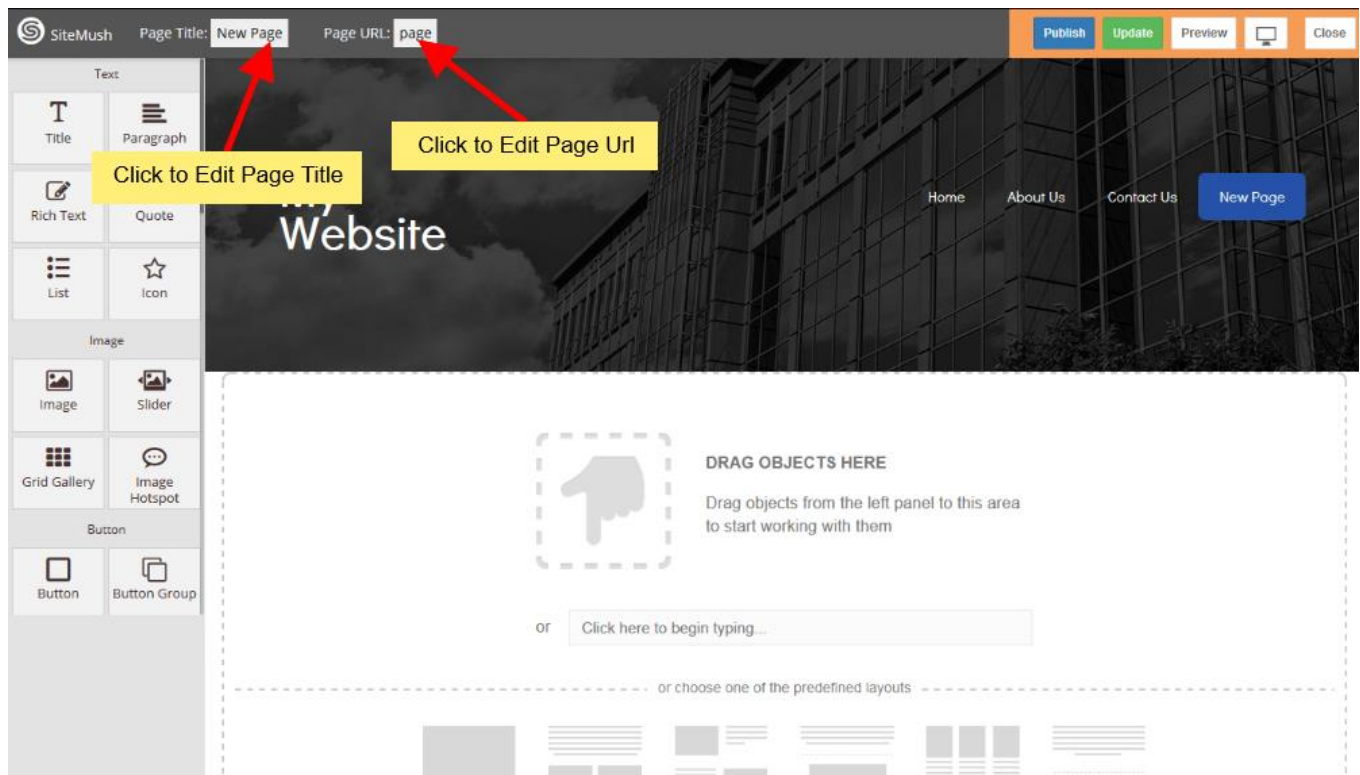 SiteMush
Page Title: New Page
Page URL: page
Publish
Update
Preview
Close
Text
Title
Paragraph
Click to Edit Page Title
Click to Edit Page Url
Rich Text
Quote
List
Icon
Image
Image
Slider
Grid Gallery
Image
Hotspot
Button
Button
Button Group
My
Website
Home
About Us
Contact Us
New Page
DRAG OBJECTS HERE
Drag objects from the left panel to this area
to start working with them
or
Click here to begin typing...
or choose one of the predefined layouts